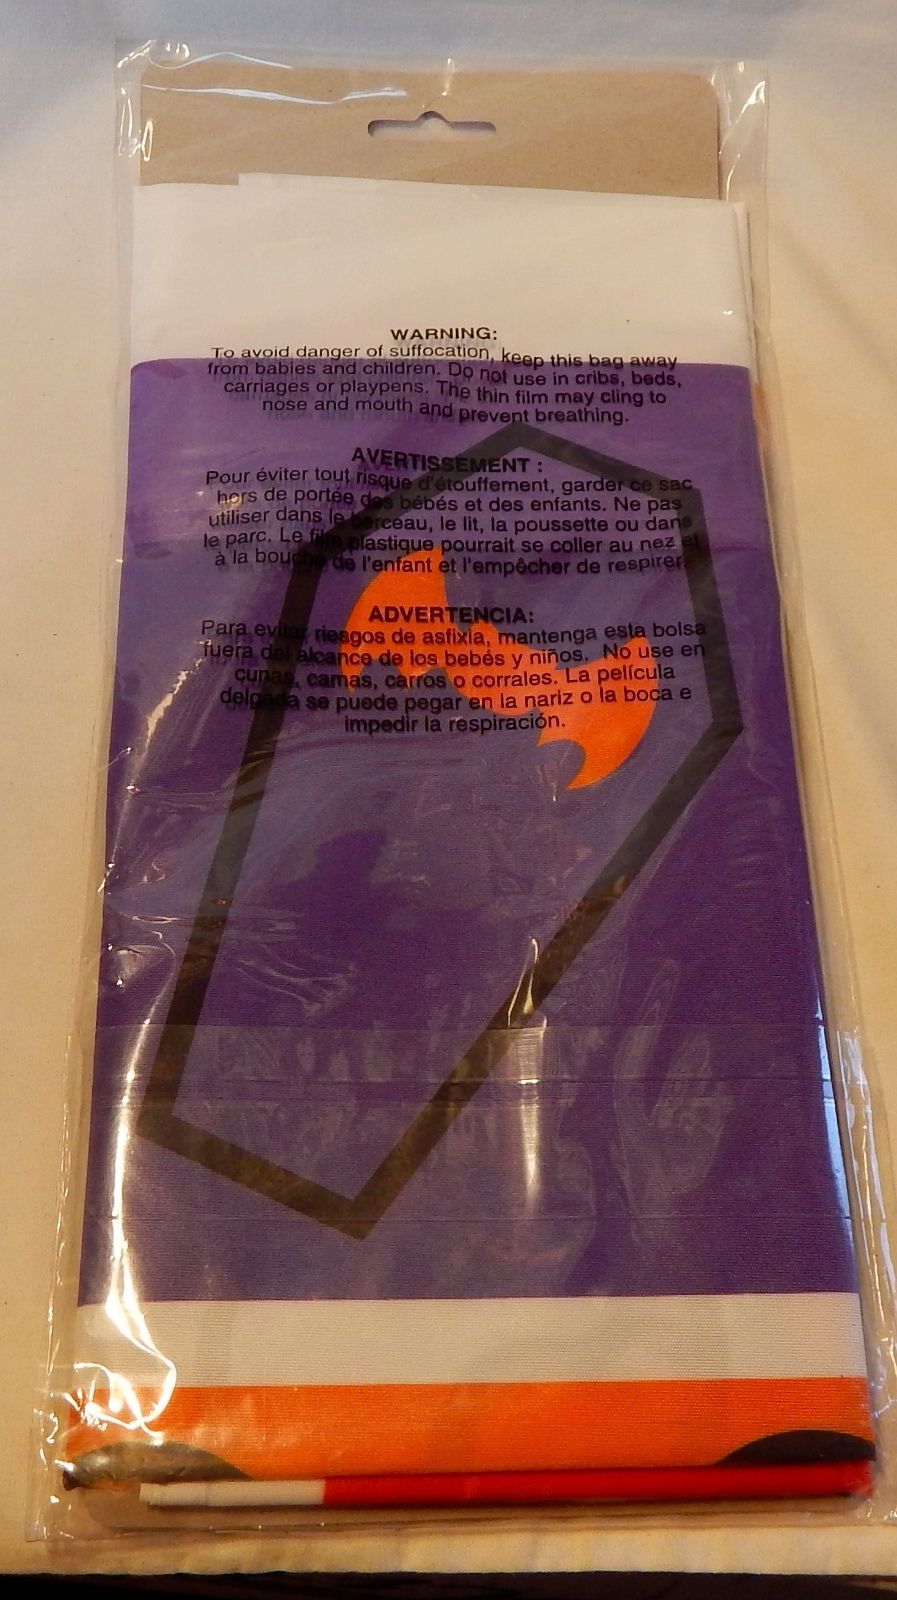 WARNING:
To avoid danger of suffocation, keep this bag away
from babies and children. Do not use in cribs, beds,
carriages or playpens. The thin film may cling to
nose and mouth and prevent breathing.
AVERTISSEMENT :
Pour éviter tout risque d'étouffement, garder ce sac
hors de portée des bébés et des enfants. Ne pas
utiliser dans le berceau, le lit, la poussette ou dans
le parc. Le film plastique pourrait se coller au nez et
à la bouche de l'enfant et l'empêcher de respirer.
ADVERTENCIA:
Para evitar riesgos de asfixia, mantenga esta bolsa
fuera del alcance de los bebés y niños. No use en
cunas, camas, carros o corrales. La película
delgada se puede pegar en la nariz o la boca e
impedir la respiración.